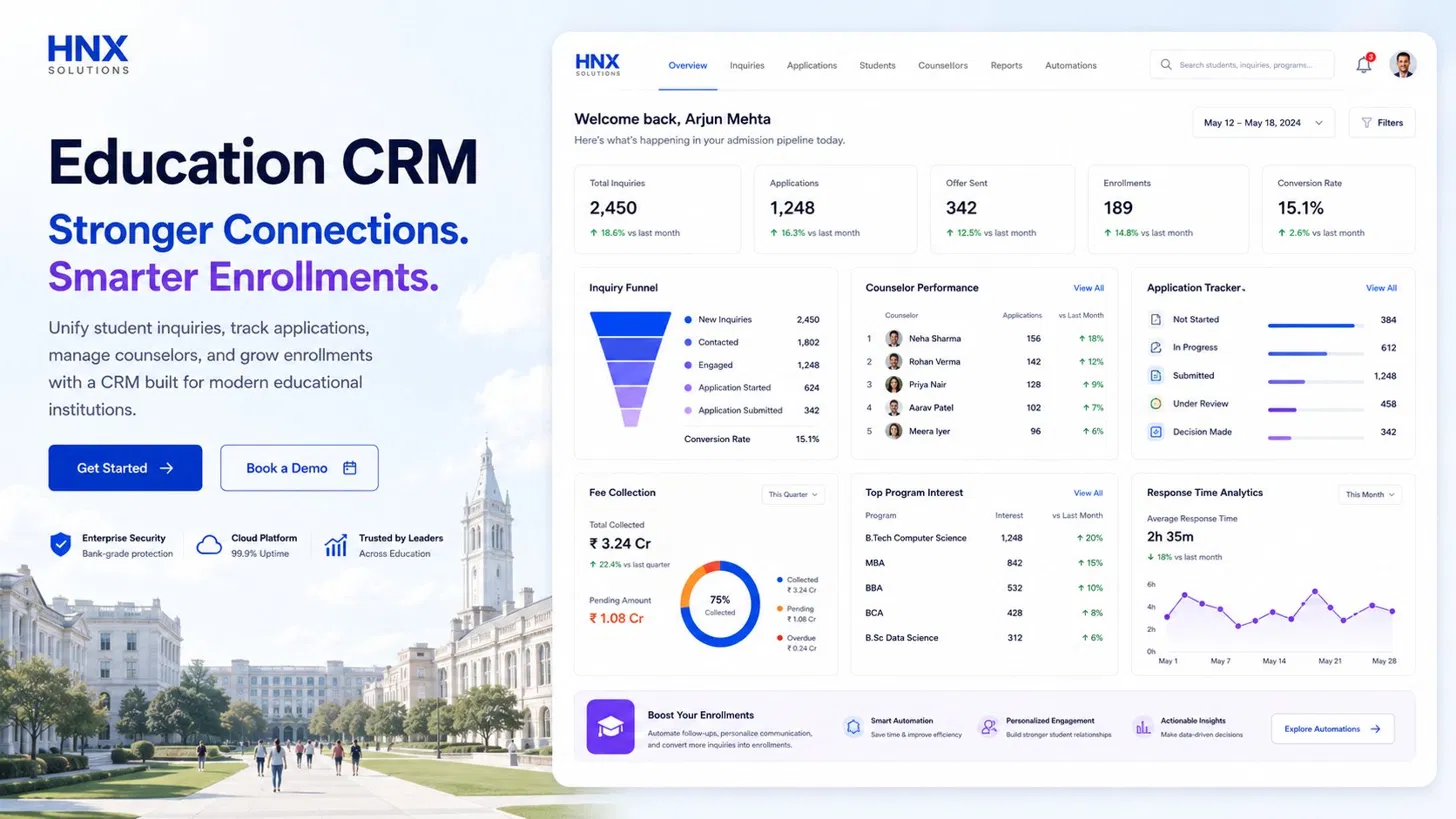 HNX
SOLUTIONS
Education CRM
Stronger Connections.
Smarter Enrollments.
Unify student inquiries, track applications,
manage counselors, and grow enrollments
with a CRM built for modern educational
institutions.
Get Started
Book a Demo
Enterprise Security
Bank-grade protection
Cloud Platform
99.9% Uptime
Trusted by Leaders
Across Education
HNX
SOLUTIONS
Overview Inquiries Applications Students Counselors Reports Automations
Search students, inquiries, programs...
3
Welcome back, Arjun Mehta
Here's what's happening in your admission pipeline today.
May 12 – May 18, 2024
Filters
Total Inquiries
2,450
↑ 18.6% vs last month
Applications
1,248
↑ 16.3% vs last month
Offer Sent
342
↑ 12.5% vs last month
Enrollments
189
↑ 14.8% vs last month
Conversion Rate
15.1%
↑ 2.6% vs last month
Inquiry Funnel
New Inquiries 2,450
Contacted 1,802
Engaged 1,248
Application Started 624
Application Submitted 342
Conversion Rate 15.1%
Counselor Performance View All
Counselor Applications vs Last Month
1 Neha Sharma 156 ↑ 18%
2 Rohan Verma 142 ↑ 12%
3 Priya Nair 128 ↑ 9%
4 Aarav Patel 102 ↑ 7%
5 Meera Iyer 96 ↑ 6%
Application Tracker View All
Not Started 384
In Progress 612
Submitted 1,248
Under Review 458
Decision Made 342
Fee Collection This Quarter
Total Collected
₹ 3.24 Cr
↑ 22.4% vs last quarter
Pending Amount
₹ 1.08 Cr
75%
Collected
Collected
₹ 3.24 Cr
Pending
₹ 1.08 Cr
Overdue
₹ 0.24 Cr
Top Program Interest View All
Program Interest vs Last Month
B.Tech Computer Science 1,248 ↑ 20%
MBA 842 ↑ 15%
BBA 532 ↑ 10%
BCA 428 ↑ 8%
B.Sc Data Science 312 ↑ 6%
Response Time Analytics This Month
Average Response Time
2h 35m
↓ 18% vs last month
6h
4h
2h
0h
May 1 May 7 May 14 May 21 May 28
Boost Your Enrollments
Automate follow-ups, personalize communication,
and convert more inquiries into enrollments.
Smart Automation
Save time & improve efficiency
Personalized Engagement
Build stronger student relationships
Actionable Insights
Make data-driven decisions
Explore Automations